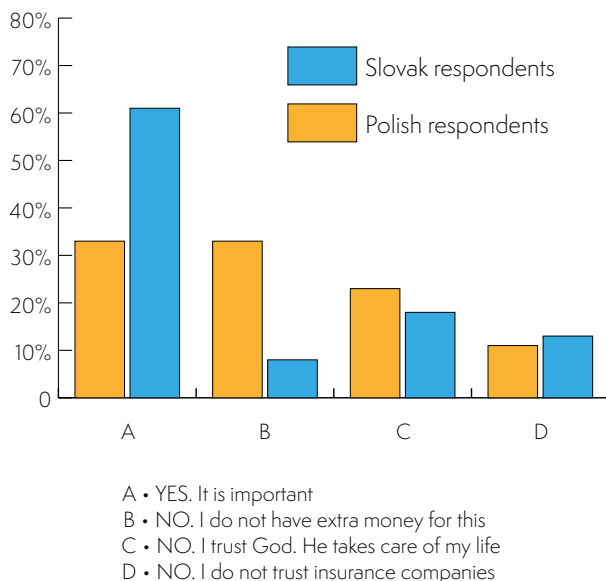 80%
70%
60%
50%
40%
30%
20%
10%
0
Slovak respondents
Polish respondents
A B C D
A • YES. It is important
B • NO. I do not have extra money for this
C • NO. I trust God. He takes care of my life
D • NO. I do not trust insurance companies